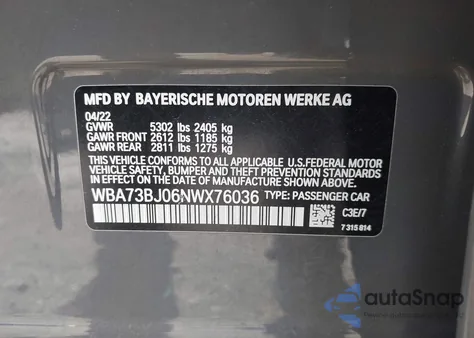 MFD BY BAYERISCHE MOTOREN WERKE AG
04/22
GVWR 5302 lbs 2405 kg
GAWR FRONT 2612 lbs 1185 kg
GAWR REAR 2811 lbs 1275 kg
THIS VEHICLE CONFORMS TO ALL APPLICABLE U.S.FEDERAL MOTOR
VEHICLE SAFETY, BUMPER, AND THEFT PREVENTION STANDARDS IN
EFFECT ON THE DATE OF MANUFACTURE SHOWN ABOVE.
WBA73BJ06NWX76036 TYPE: PASSENGER CAR
C3E/7
7 315 814
autaSnap